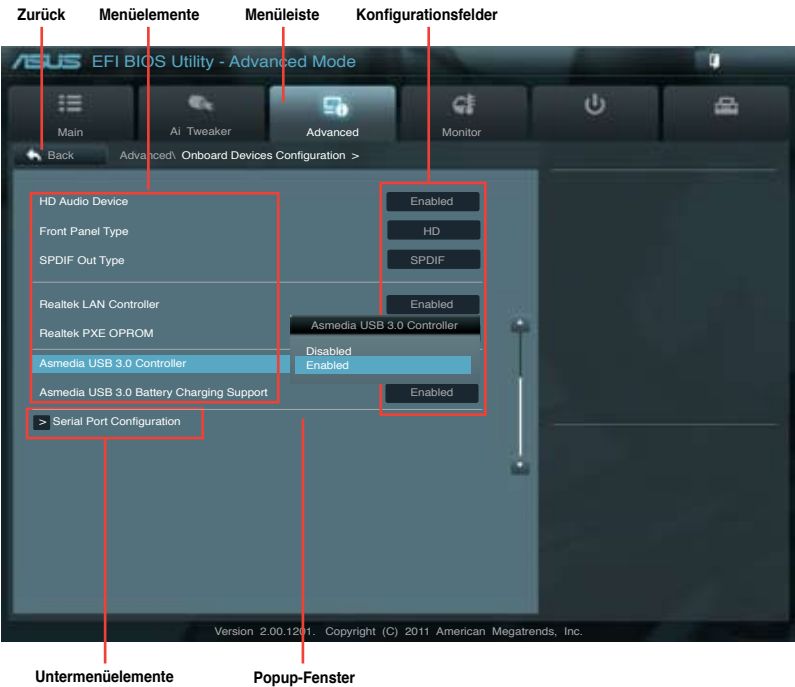 Zurück Menüelemente Menüleiste Konfigurationsfelder
ASUS EFI BIOS Utility - Advanced Mode
Main Ai Tweaker Advanced Monitor
Back Advanced\ Onboard Devices Configuration >
HD Audio Device Enabled
Front Panel Type HD
SPDIF Out Type SPDIF
Realtek LAN Controller Enabled
Realtek PXE OPROM
Asmedia USB 3.0 Controller
Disabled
Asmedia USB 3.0 Controller Enabled
Asmedia USB 3.0 Battery Charging Support Enabled
> Serial Port Configuration
Version 2.00.1201. Copyright (C) 2011 American Megatrends, Inc.
Untermenüelemente Popup-Fenster